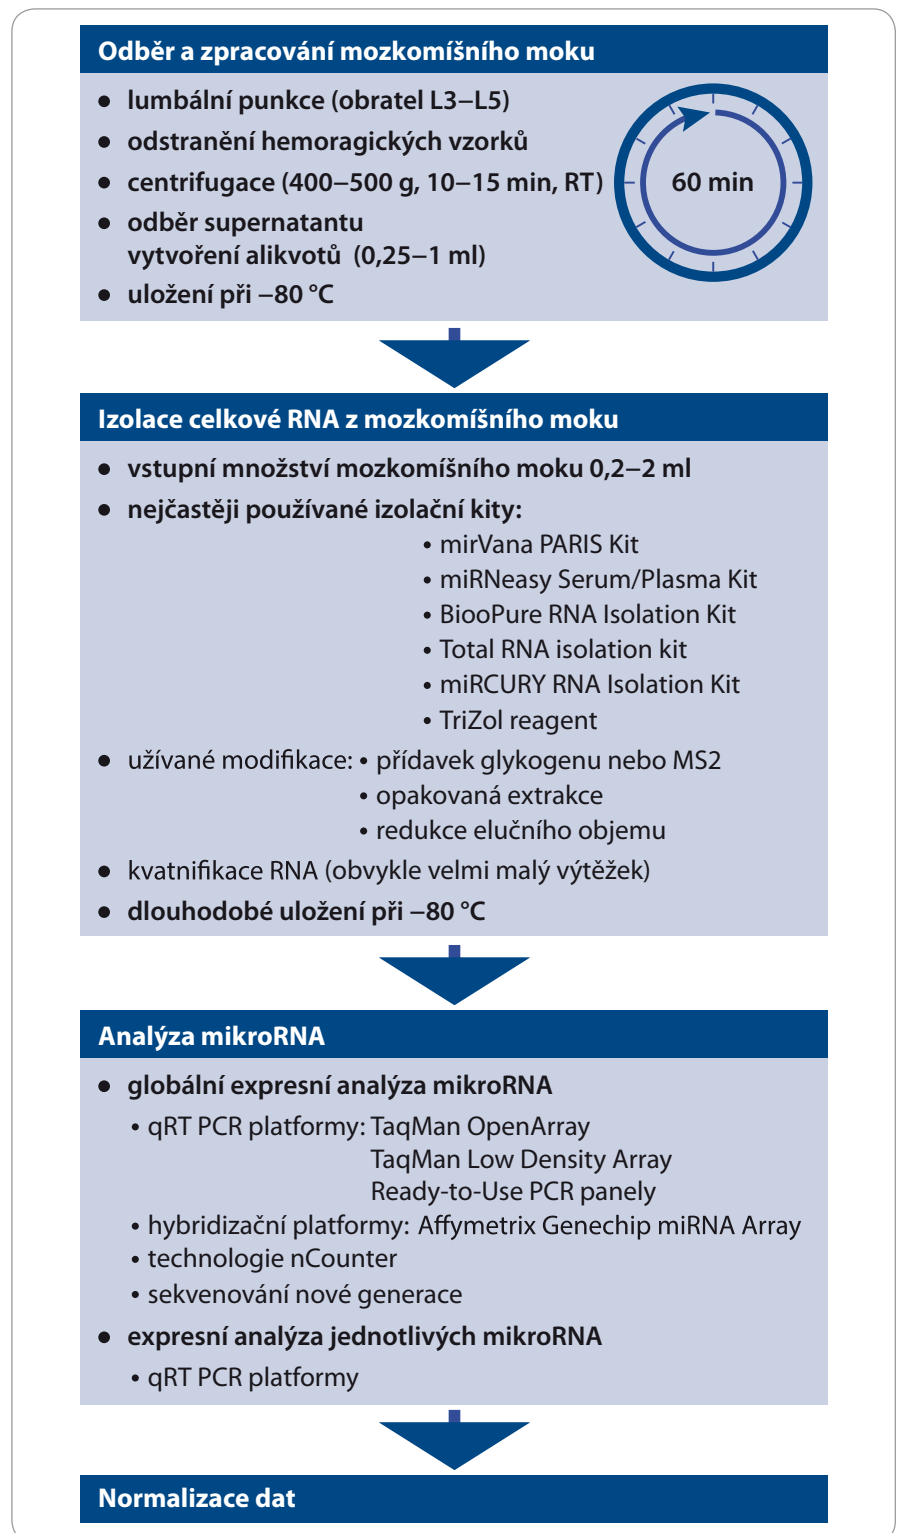 Odběr a zpracování mozkomíšního moku
• lumbální punkce (obratel L3–L5)
• odstranění hemoragických vzorků
• centrifugace (400–500 g, 10–15 min, RT)
60 min
• odběr supernatantu
vytvoření alikvotů (0,25–1 ml)
• uložení při –80 °C
Izolace celkové RNA z mozkomíšního moku
• vstupní množství mozkomíšního moku 0,2–2 ml
• nejčastěji používané izolační kity:
• mirVana PARIS Kit
• miRNeasy Serum/Plasma Kit
• BiooPure RNA Isolation Kit
• Total RNA isolation kit
• miRCURY RNA Isolation Kit
• TriZol reagent
• užívané modifikace: • přídavek glykogenu nebo MS2
• opakovaná extrakce
• redukce elučního objemu
• kvatnifikace RNA (obvykle velmi malý výtěžek)
• dlouhodobé uložení při –80 °C
Analýza mikroRNA
• globální expresní analýza mikroRNA
• qRT PCR platformy: TaqMan OpenArray
TaqMan Low Density Array
Ready-to-Use PCR panely
• hybridizační platformy: Affymetrix Genechip miRNA Array
• technologie nCounter
• sekvenování nové generace
• expresní analýza jednotlivých mikroRNA
• qRT PCR platformy
Normalizace dat